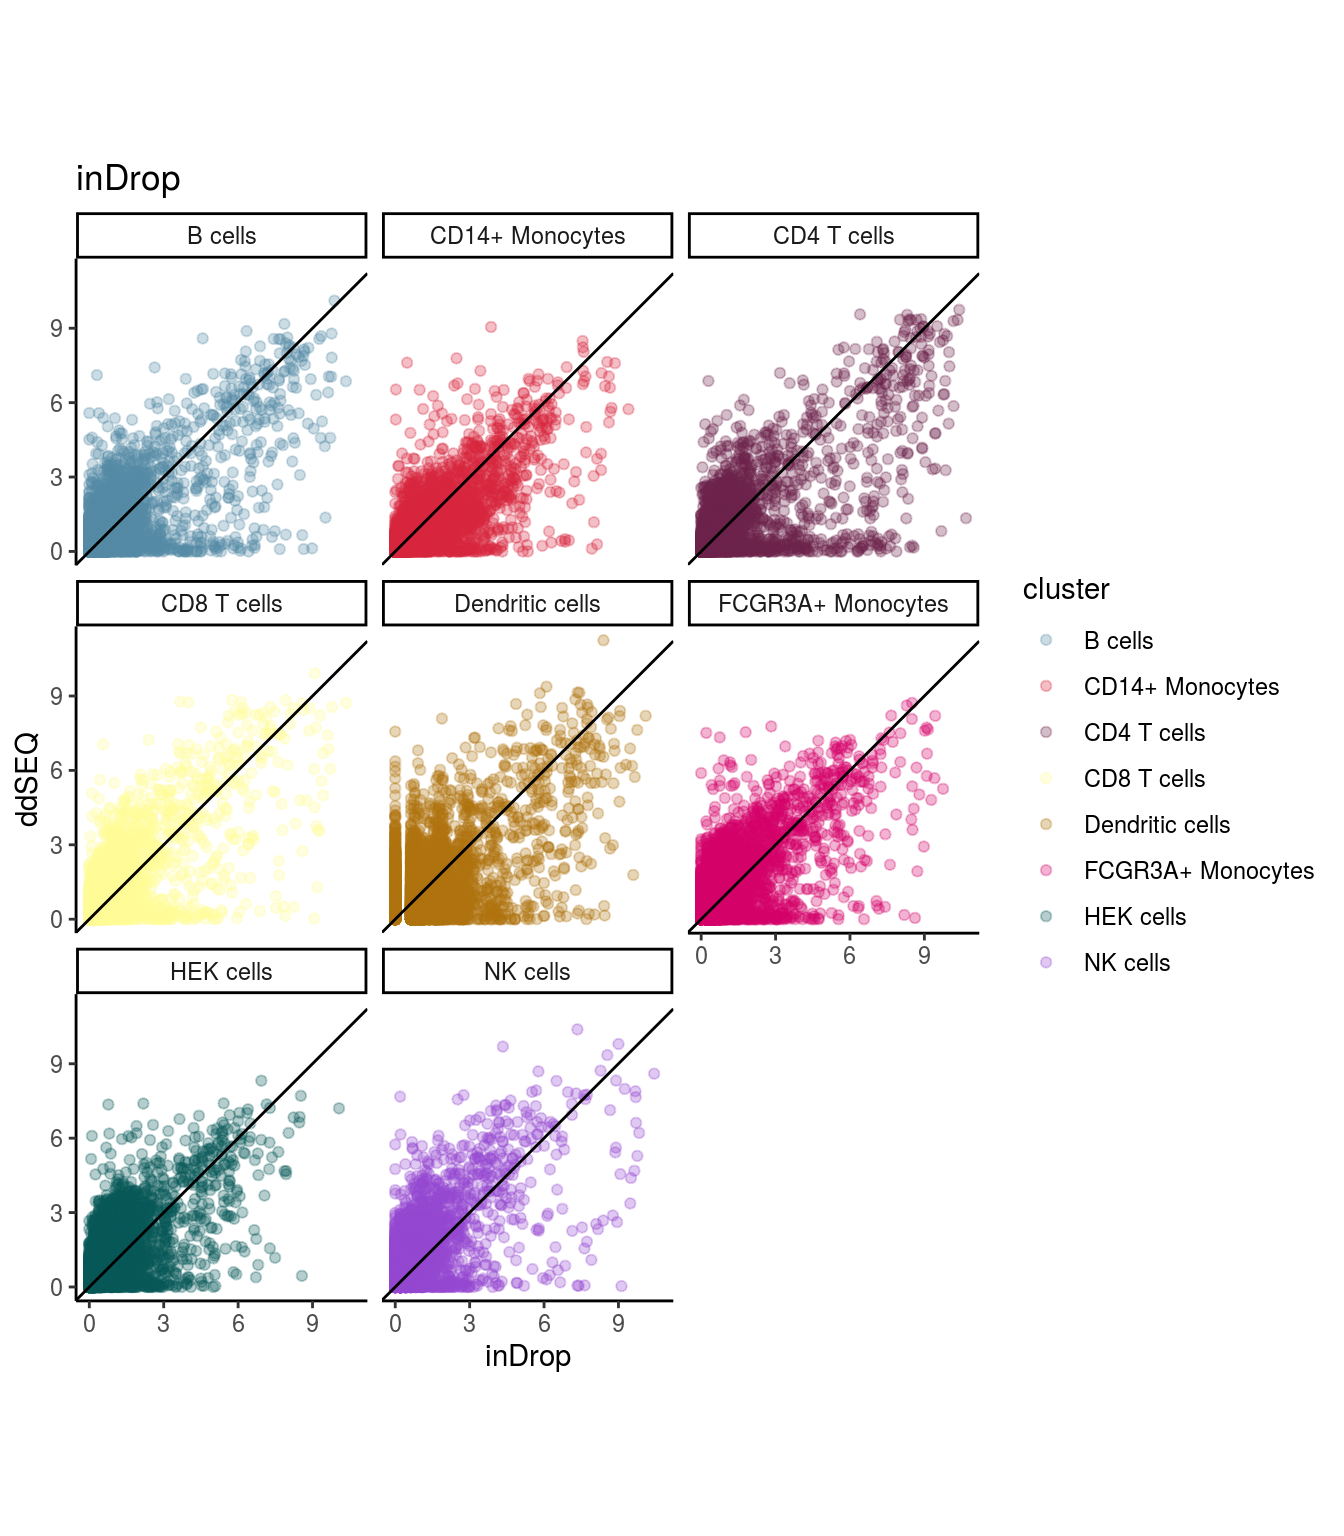 inDrop
B cells
CD14+ Monocytes
CD4 T cells
9
6
3
0
CD8 T cells
Dendritic cells
FCGR3A+ Monocytes
9
6
3
0
0 3 6 9
HEK cells
NK cells
9
6
3
0
0 3 6 9
0 3 6 9
inDrop
ddSEQ
cluster
B cells
CD14+ Monocytes
CD4 T cells
CD8 T cells
Dendritic cells
FCGR3A+ Monocytes
HEK cells
NK cells